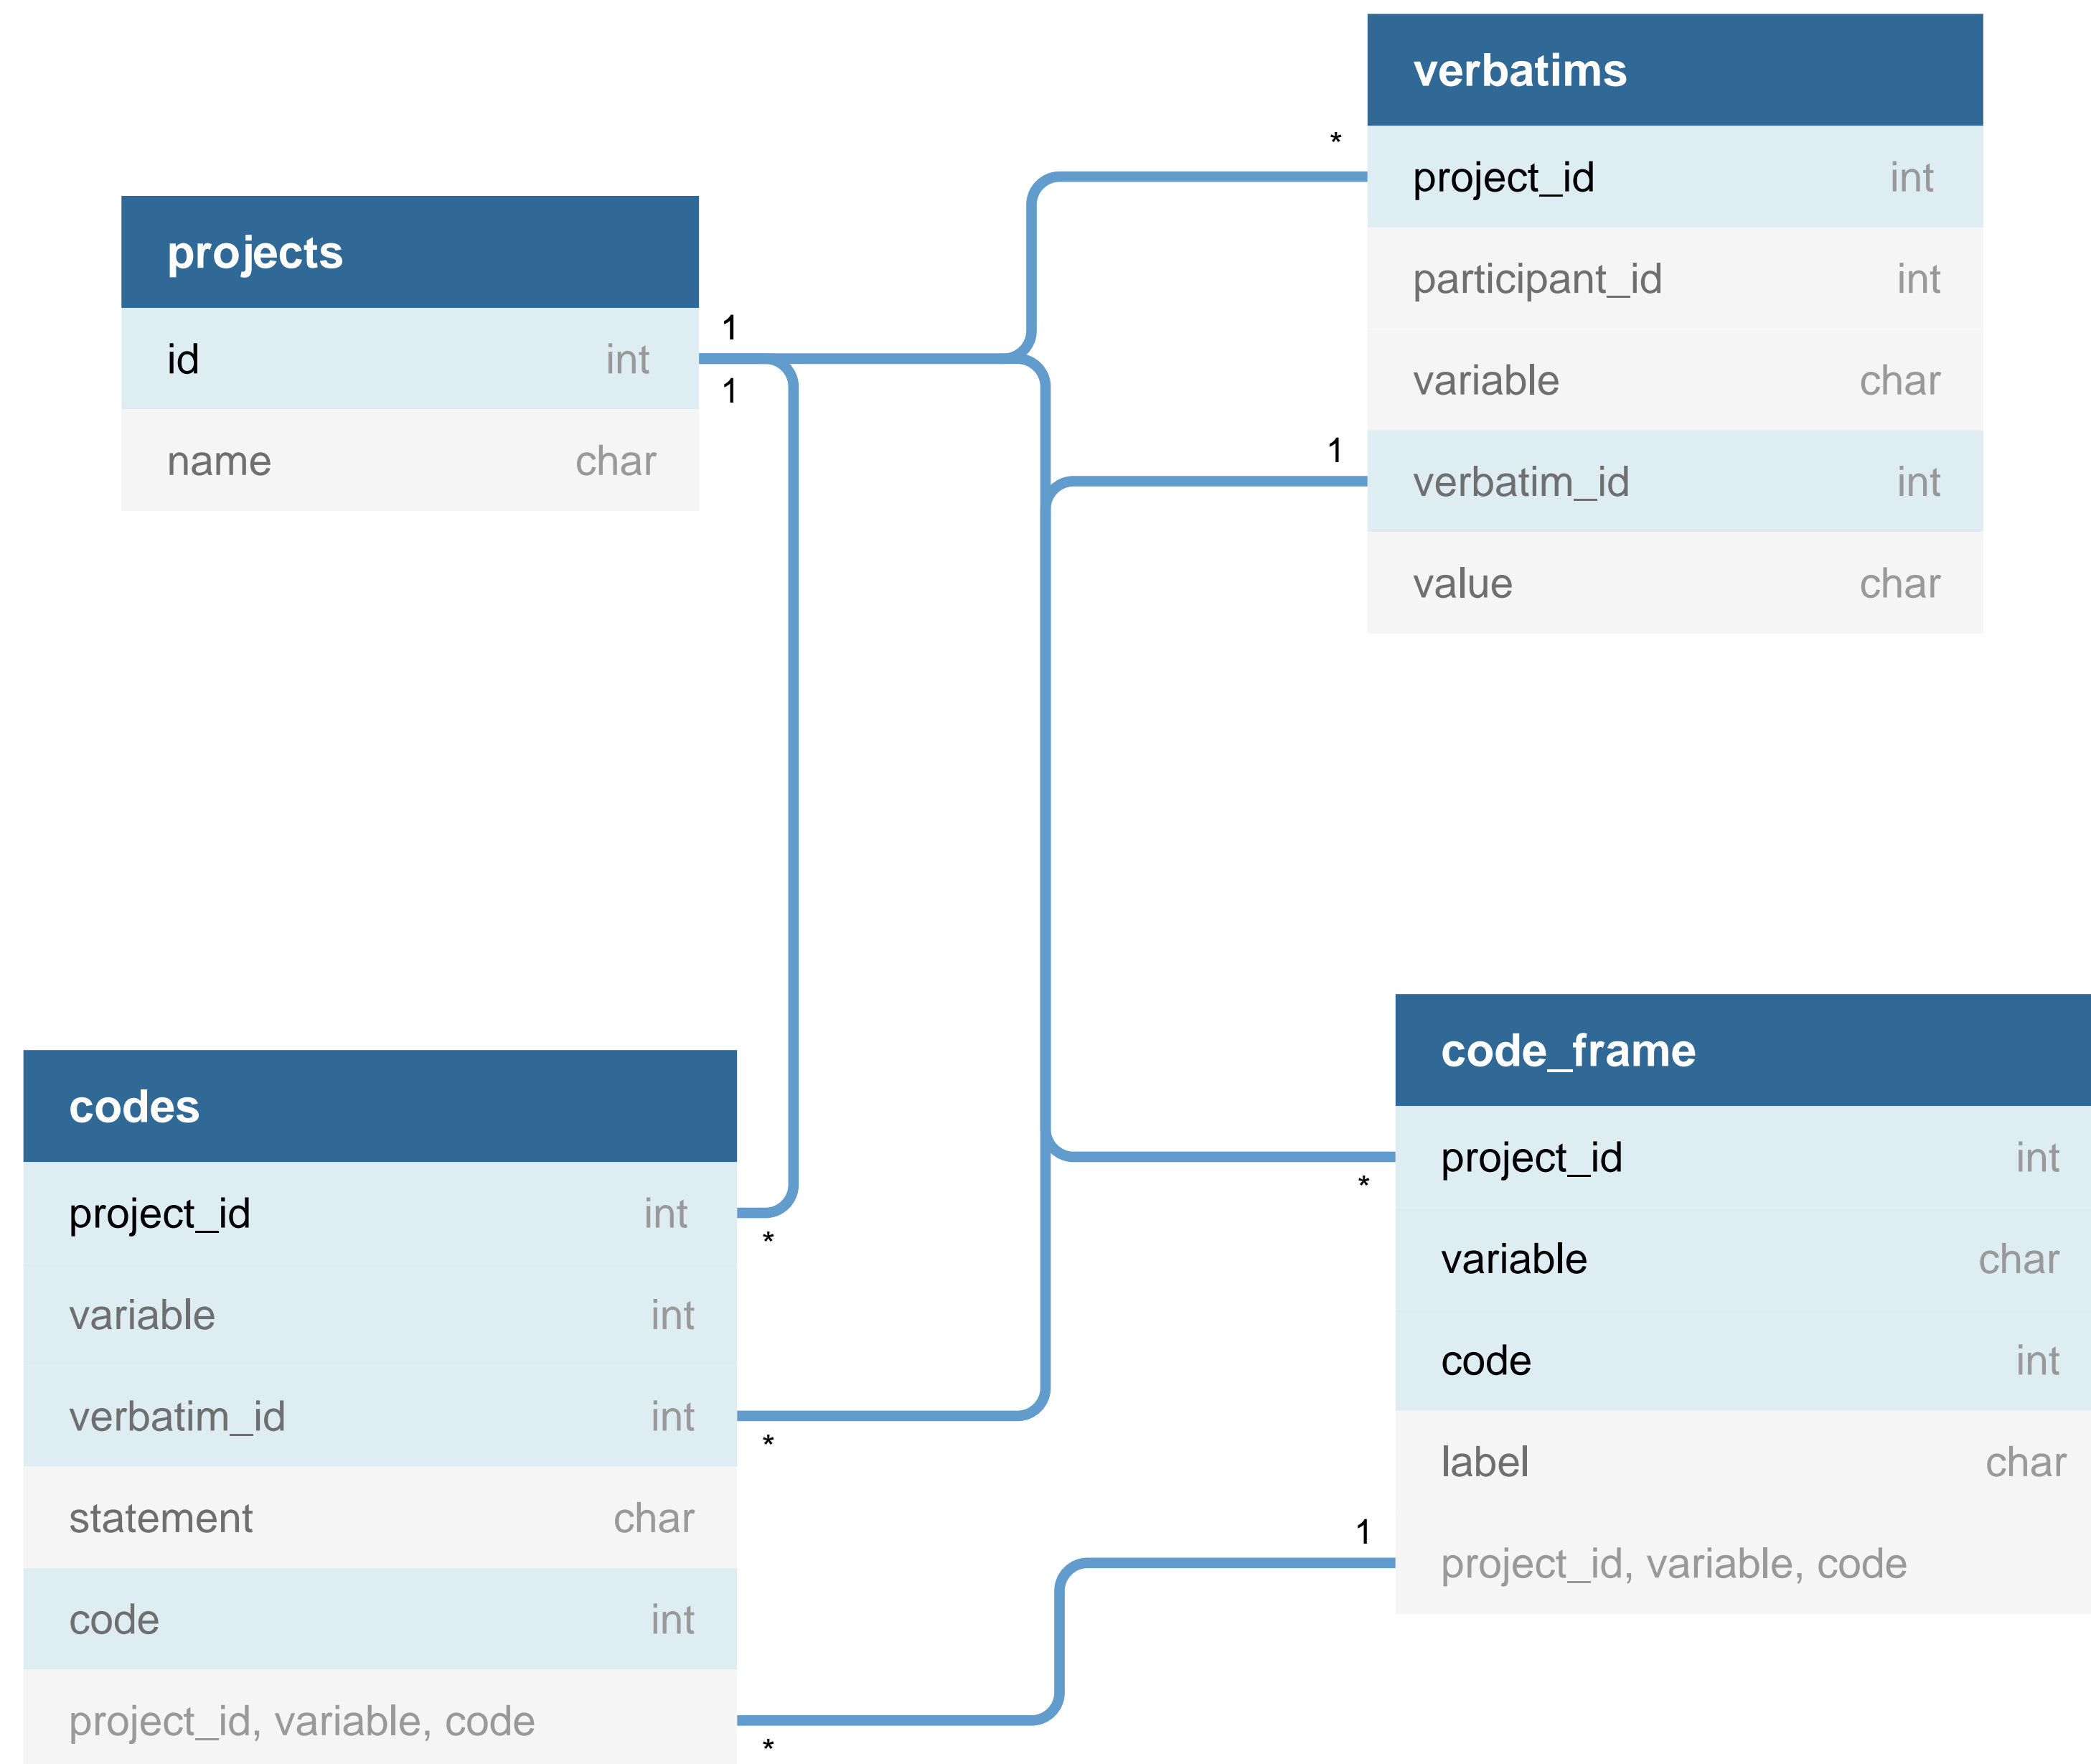 projects
id int
name char
1
1
verbatims
project_id int
participant_id int
variable char
verbatim_id int
value char
*
1
codes
project_id int
variable int
verbatim_id int
statement char
code int
project_id, variable, code
*
*
*
code_frame
project_id int
variable char
code int
label char
project_id, variable, code
*
1